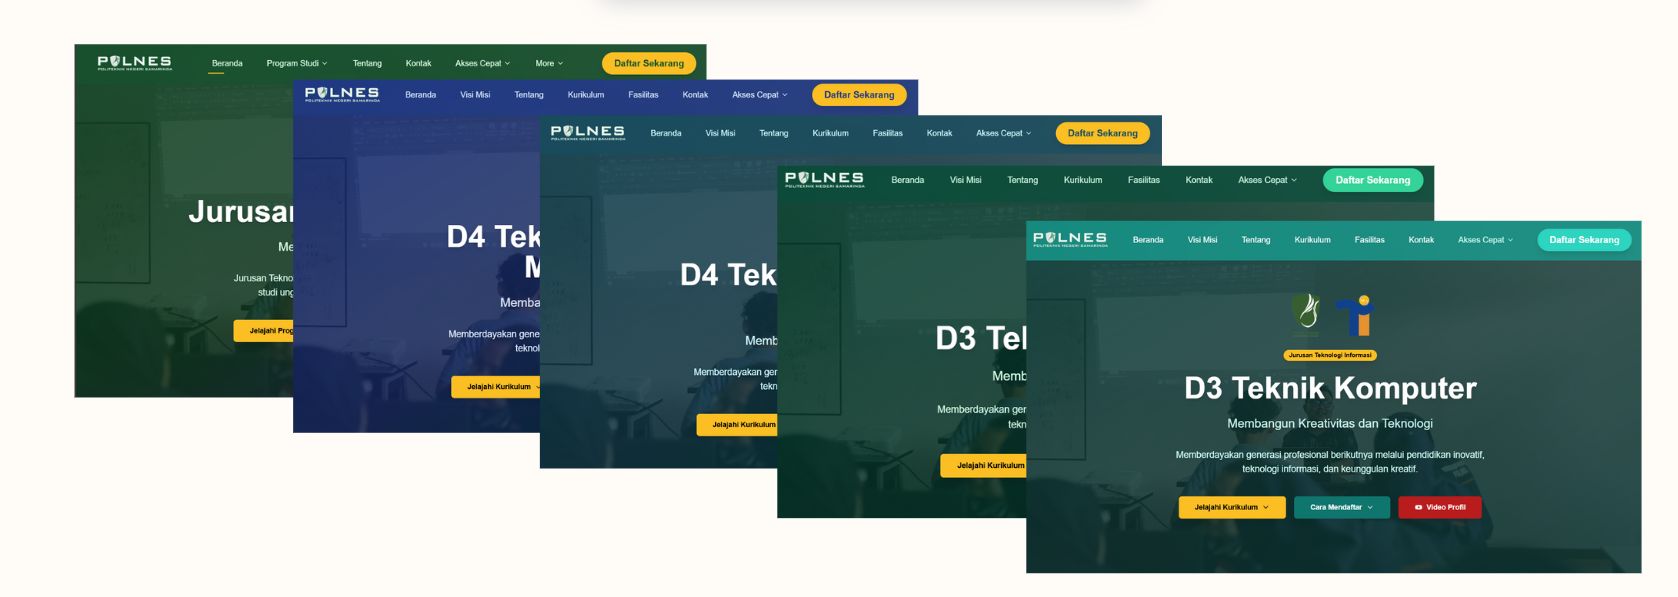 POLNES
POLITEKNIK NEGERI SAMARINDA
Beranda Program Studi Tentang Kontak Akses Cepat More Daftar Sekarang
Jurusan
Me
Jurusan Tekno
studi ung
Jelajahi Prog
POLNES
POLITEKNIK NEGERI SAMARINDA
Beranda Visi Misi Tentang Kurikulum Fasilitas Kontak Akses Cepat Daftar Sekarang
D4 Tek
M
Memba
Memberdayakan gene
teknol
Jelajahi Kurikulum
POLNES
POLITEKNIK NEGERI SAMARINDA
Beranda Visi Misi Tentang Kurikulum Fasilitas Kontak Akses Cepat Daftar Sekarang
D4 Tek
Memb
Memberdayakan gen
tekn
Jelajahi Kurikulum
POLNES
POLITEKNIK NEGERI SAMARINDA
Beranda Visi Misi Tentang Kurikulum Fasilitas Kontak Akses Cepat Daftar Sekarang
D3 Te
Memb
Memberdayakan gen
tekn
Jelajahi Kurikulum
POLNES
POLITEKNIK NEGERI SAMARINDA
Beranda Visi Misi Tentang Kurikulum Fasilitas Kontak Akses Cepat Daftar Sekarang
Jurusan Teknologi Informasi
D3 Teknik Komputer
Membangun Kreativitas dan Teknologi
Memberdayakan generasi profesional berikutnya melalui pendidikan inovatif,
teknologi informasi, dan keunggulan kreatif.
Jelajahi Kurikulum Cara Mendaftar Video Profil